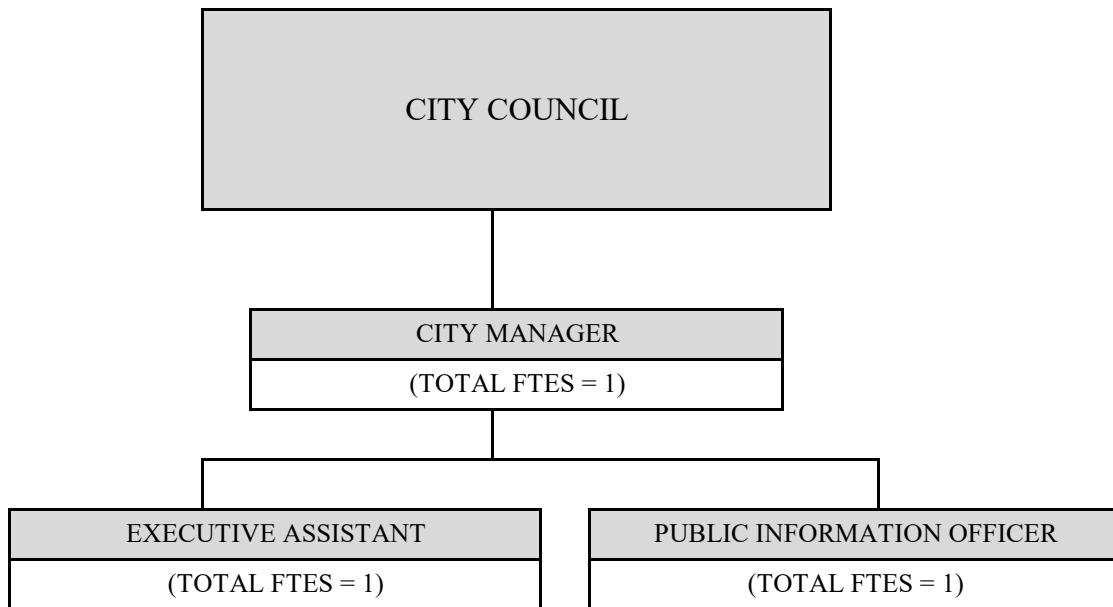 CITY COUNCIL
CITY MANAGER
(TOTAL FTES = 1)
EXECUTIVE ASSISTANT
(TOTAL FTES = 1)
PUBLIC INFORMATION OFFICER
(TOTAL FTES = 1)